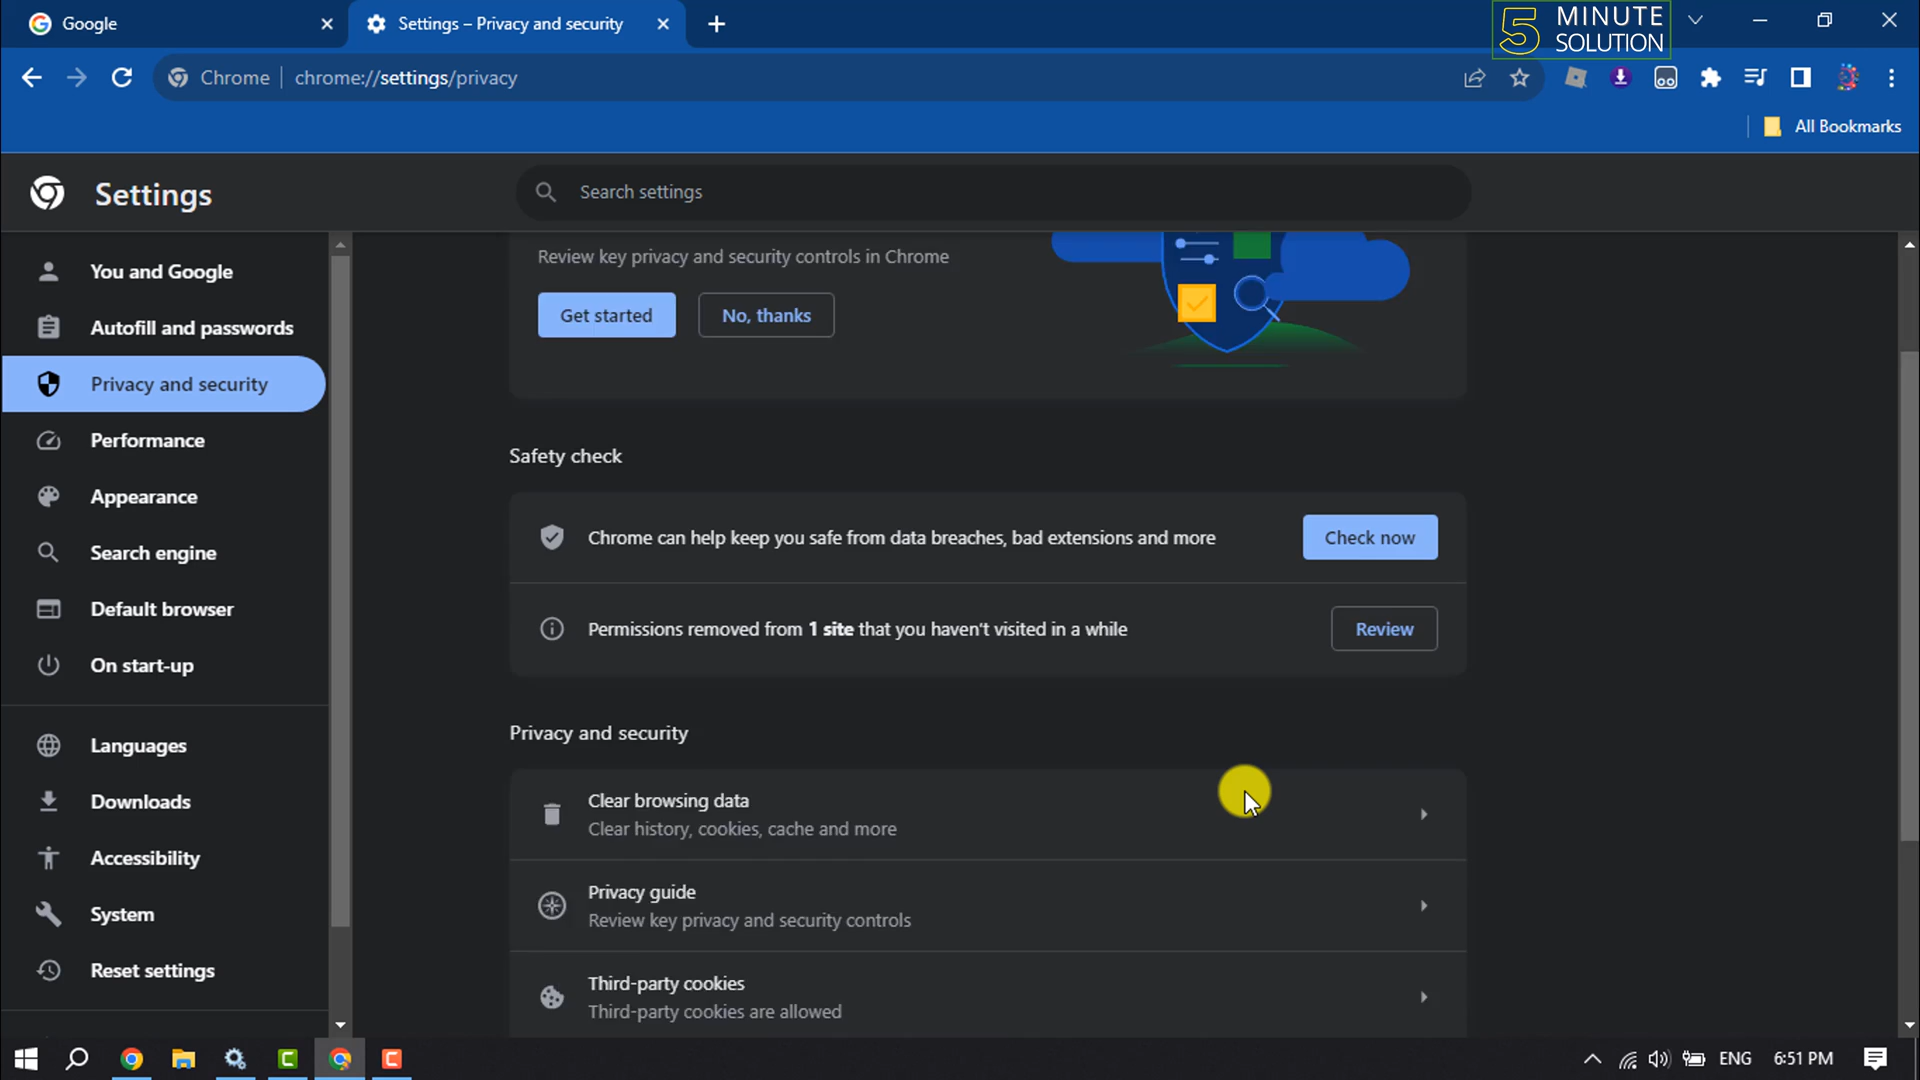 Google
Settings – Privacy and security
5 MINUTE SOLUTION
Chrome
chrome://settings/privacy
All Bookmarks
Settings
Search settings
You and Google
Autofill and passwords
Privacy and security
Performance
Appearance
Search engine
Default browser
On start-up
Languages
Downloads
Accessibility
System
Reset settings
Review key privacy and security controls in Chrome
Get started
No, thanks
Safety check
Chrome can help keep you safe from data breaches, bad extensions and more
Check now
Permissions removed from 1 site that you haven't visited in a while
Review
Privacy and security
Clear browsing data
Clear history, cookies, cache and more
Privacy guide
Review key privacy and security controls
Third-party cookies
Third-party cookies are allowed
ENG
6:51 PM